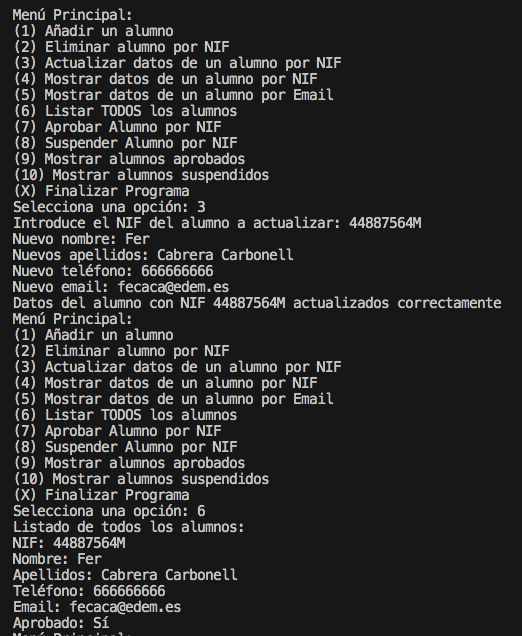 Menú Principal:
(1) Añadir un alumno
(2) Eliminar alumno por NIF
(3) Actualizar datos de un alumno por NIF
(4) Mostrar datos de un alumno por NIF
(5) Mostrar datos de un alumno por Email
(6) Listar TODOS los alumnos
(7) Aprobar Alumno por NIF
(8) Suspender Alumno por NIF
(9) Mostrar alumnos aprobados
(10) Mostrar alumnos suspendidos
(X) Finalizar Programa
Selecciona una opción: 3
Introduce el NIF del alumno a actualizar: 44887564M
Nuevo nombre: Fer
Nuevos apellidos: Cabrera Carbonell
Nuevo teléfono: 666666666
Nuevo email: fecaca@edem.es
Datos del alumno con NIF 44887564M actualizados correctamente
Menú Principal:
(1) Añadir un alumno
(2) Eliminar alumno por NIF
(3) Actualizar datos de un alumno por NIF
(4) Mostrar datos de un alumno por NIF
(5) Mostrar datos de un alumno por Email
(6) Listar TODOS los alumnos
(7) Aprobar Alumno por NIF
(8) Suspender Alumno por NIF
(9) Mostrar alumnos aprobados
(10) Mostrar alumnos suspendidos
(X) Finalizar Programa
Selecciona una opción: 6
Listado de todos los alumnos:
NIF: 44887564M
Nombre: Fer
Apellidos: Cabrera Carbonell
Teléfono: 666666666
Email: fecaca@edem.es
Aprobado: Sí
Menú Principal: